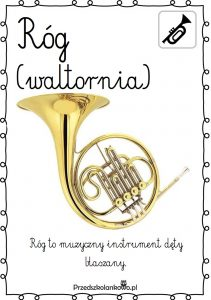 Róg
(waltornia)
Róg to muzyczny instrument dęty
blaszany.
Przedszkolankowo.pl